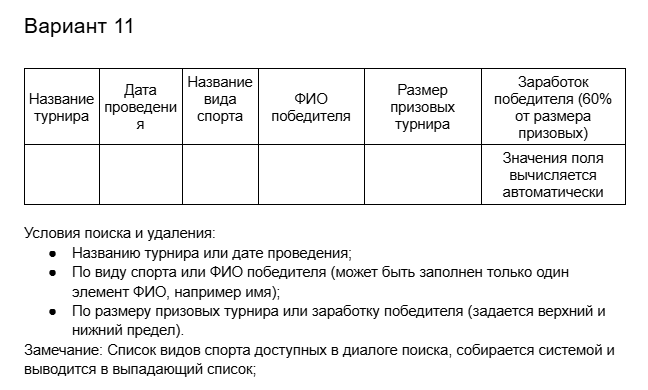 Вариант 11
Название турнира
Дата проведени я
Название вида спорта
ФИО победителя
Размер призовых турнира
Заработок победителя (60% от размера призовых)
Значения поля вычисляется автоматически
Условия поиска и удаления:
● Названию турнира или дате проведения;
● По виду спорта или ФИО победителя (может быть заполнен только один
элемент ФИО, например имя);
● По размеру призовых турнира или заработку победителя (задается верхний и
нижний предел).
Замечание: Список видов спорта доступных в диалоге поиска, собирается системой и
выводится в выпадающий список;